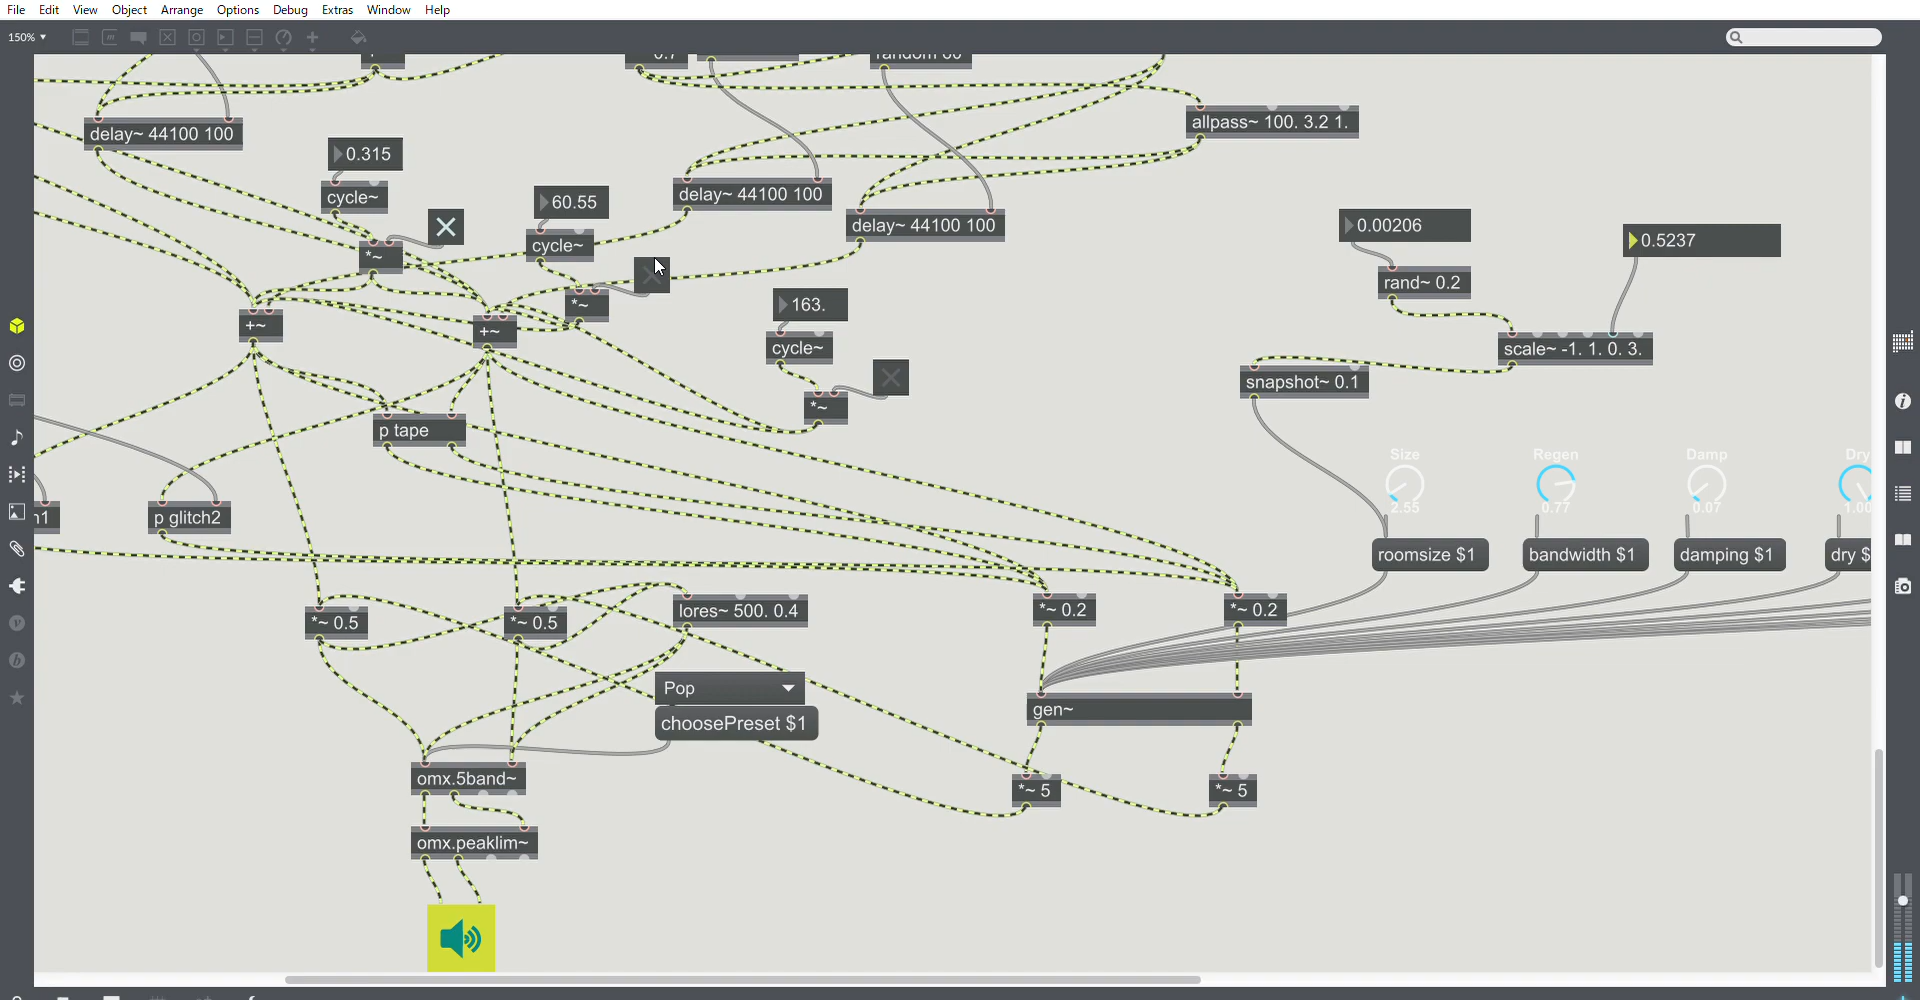 File Edit View Object Arrange Options Debug Extras Window Help
150%
delay~ 44100 100
0.315
cycle~
*~
60.55
cycle~
*~
delay~ 44100 100
delay~ 44100 100
allpass~ 100. 3.2 1.
0.00206
rand~ 0.2
0.5237
scale~ -1. 1. 0. 3.
snapshot~ 0.1
163.
cycle~
*~
+~
+~
p tape
p glitch2
Size
2.55
Regen
0.77
Damp
0.07
Dry
roomsize $1
bandwidth $1
damping $1
dry $
*~ 0.5
*~ 0.5
lores~ 500. 0.4
*~ 0.2
*~ 0.2
Pop
choosePreset $1
gen~
omx.5band~
*~ 5
*~ 5
omx.peaklim~